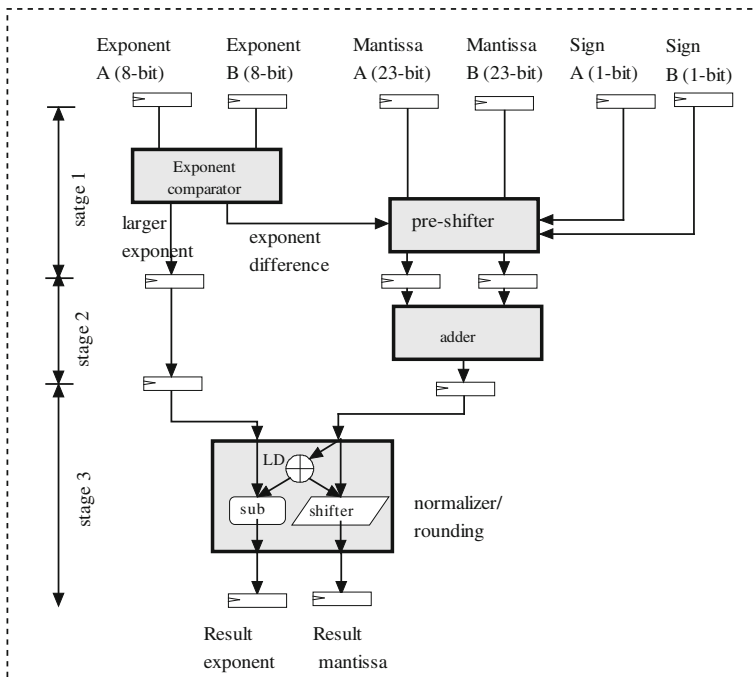 Exponent
A (8-bit)
Exponent
B (8-bit)
Mantissa
A (23-bit)
Mantissa
B (23-bit)
Sign
A (1-bit)
Sign
B (1-bit)
satge 1
Exponent
comparator
larger
exponent
exponent
difference
pre-shifter
stage 2
adder
stage 3
LD
sub
shifter
normalizer/
rounding
Result
exponent
Result
mantissa